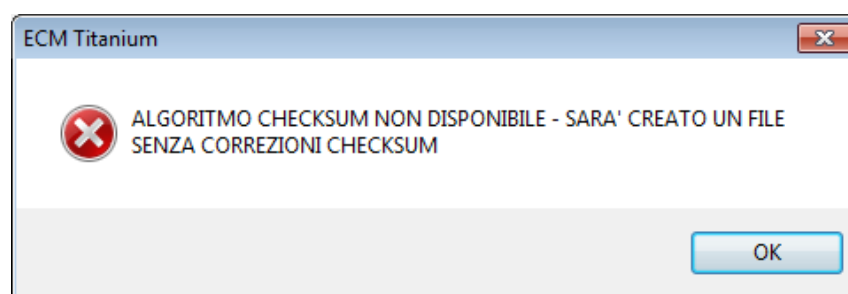 ECM Titanium
ALGORITMO CHECKSUM NON DISPONIBILE - SARA' CREATO UN FILE
SENZA CORREZIONI CHECKSUM
OK